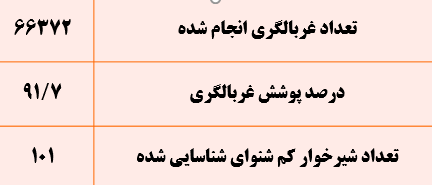 تعداد غربالگری انجام شده ۶۶۳۷۲
درصد پوشش غربالگری ۹۱/۷
تعداد شیرخوار کم شنوای شناسایی شده ۱۰۱